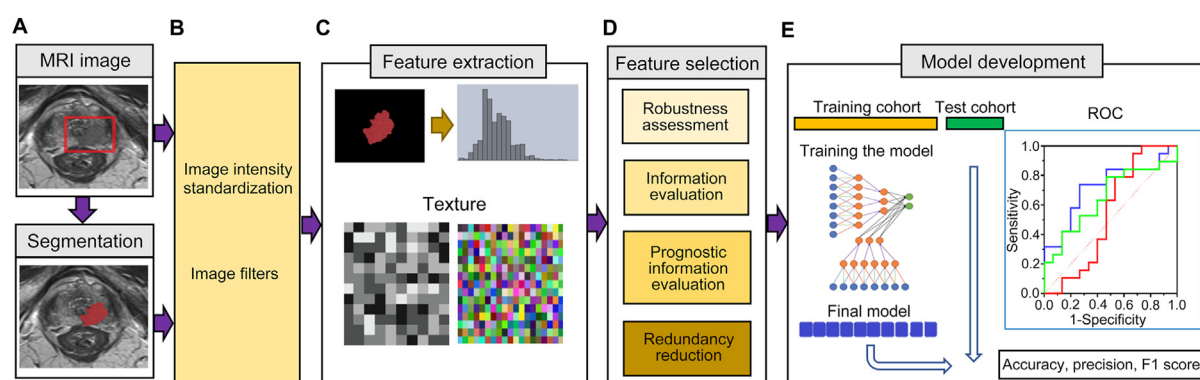 A
MRI image
Segmentation
B
Image intensity
standardization
Image filters
C
Feature extraction
Texture
D
Feature selection
Robustness
assessment
Information
evaluation
Prognostic
information
evaluation
Redundancy
reduction
E
Model development
Training cohort
Test cohort
Training the model
Final model
ROC
Sensitivity
1.0
0.8
0.6
0.4
0.2
0.0
0.0 0.2 0.4 0.6 0.8 1.0
1-Specificity
Accuracy, precision, F1 score